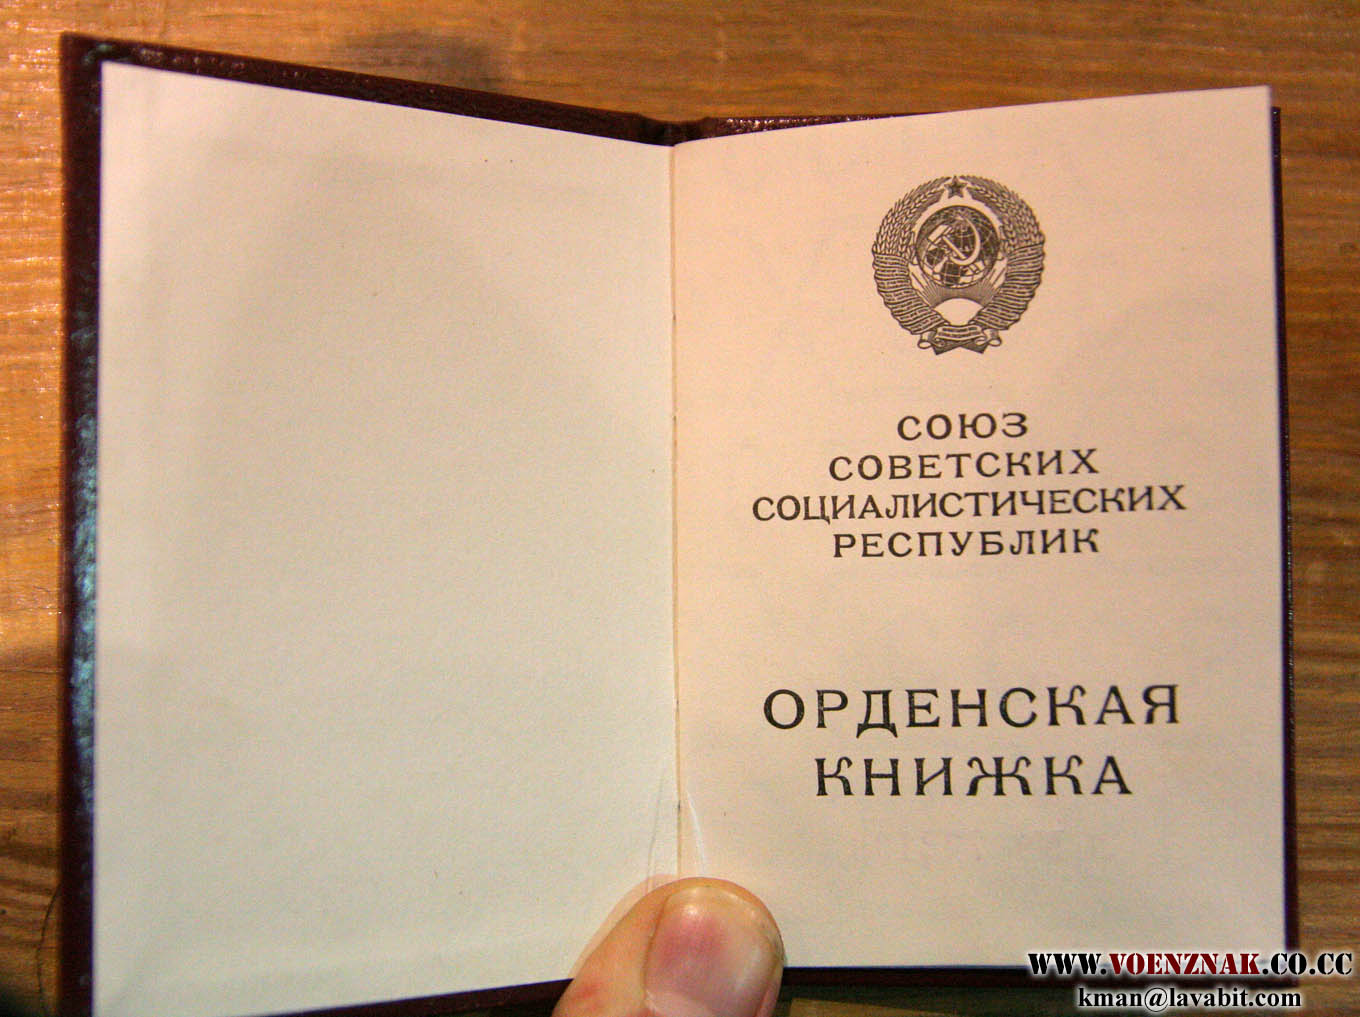 СОЮЗ
СОВЕТСКИХ
СОЦИАЛИСТИЧЕСКИХ
РЕСПУБЛИК
ОРДЕНСКАЯ
КНИЖКА
WWW.VOENZNAK.CO.CC
kman@lavabit.com